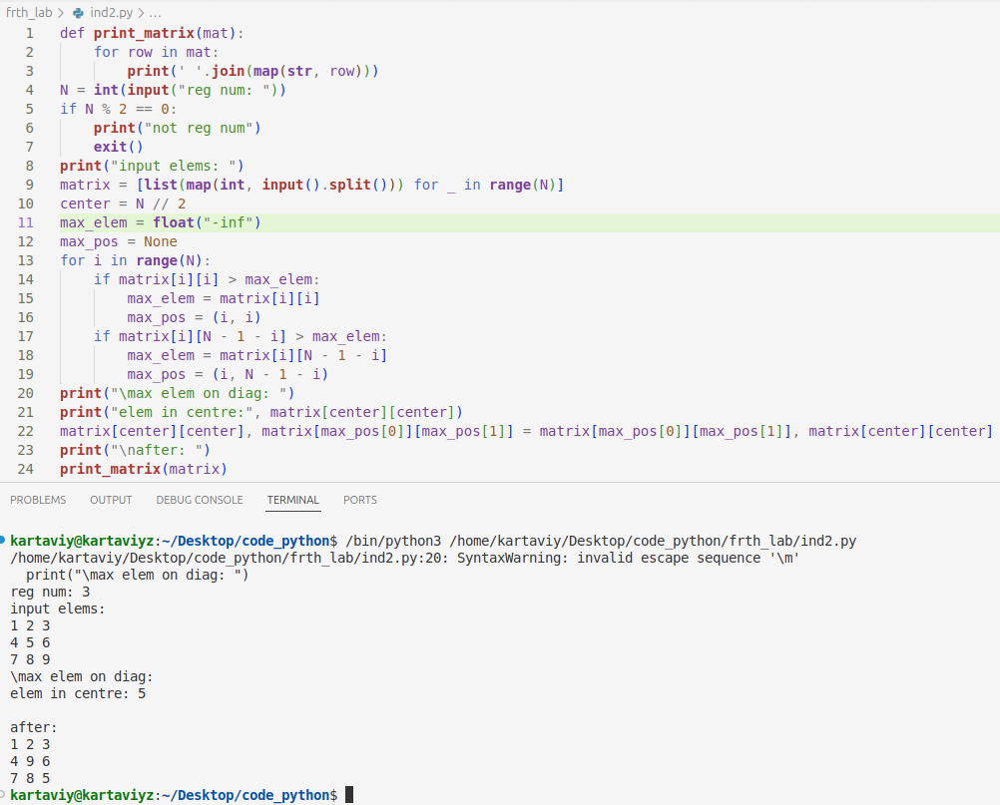 frth_lab > ind2.py > ...
1 def print_matrix(mat):
2     for row in mat:
3         print(' '.join(map(str, row)))
4 N = int(input("reg num: "))
5 if N % 2 == 0:
6     print("not reg num")
7     exit()
8 print("input elems: ")
9 matrix = [list(map(int, input().split())) for _ in range(N)]
10 center = N // 2
11 max_elem = float("-inf")
12 max_pos = None
13 for i in range(N):
14     if matrix[i][i] > max_elem:
15         max_elem = matrix[i][i]
16         max_pos = (i, i)
17     if matrix[i][N - 1 - i] > max_elem:
18         max_elem = matrix[i][N - 1 - i]
19         max_pos = (i, N - 1 - i)
20 print("\max elem on diag: ")
21 print("elem in centre:", matrix[center][center])
22 matrix[center][center], matrix[max_pos[0]][max_pos[1]] = matrix[max_pos[0]][max_pos[1]], matrix[center][center]
23 print("\nafter: ")
24 print_matrix(matrix)
PROBLEMS OUTPUT DEBUG CONSOLE TERMINAL PORTS
kartaviy@kartaviyz:~/Desktop/code_python$ /bin/python3 /home/kartaviy/Desktop/code_python/frth_lab/ind2.py
/home/kartaviy/Desktop/code_python/frth_lab/ind2.py:20: SyntaxWarning: invalid escape sequence '\m'
  print("\max elem on diag: ")
reg num: 3
input elems:
1 2 3
4 5 6
7 8 9
\max elem on diag:
elem in centre: 5

after:
1 2 3
4 9 6
7 8 5
kartaviy@kartaviyz:~/Desktop/code_python$